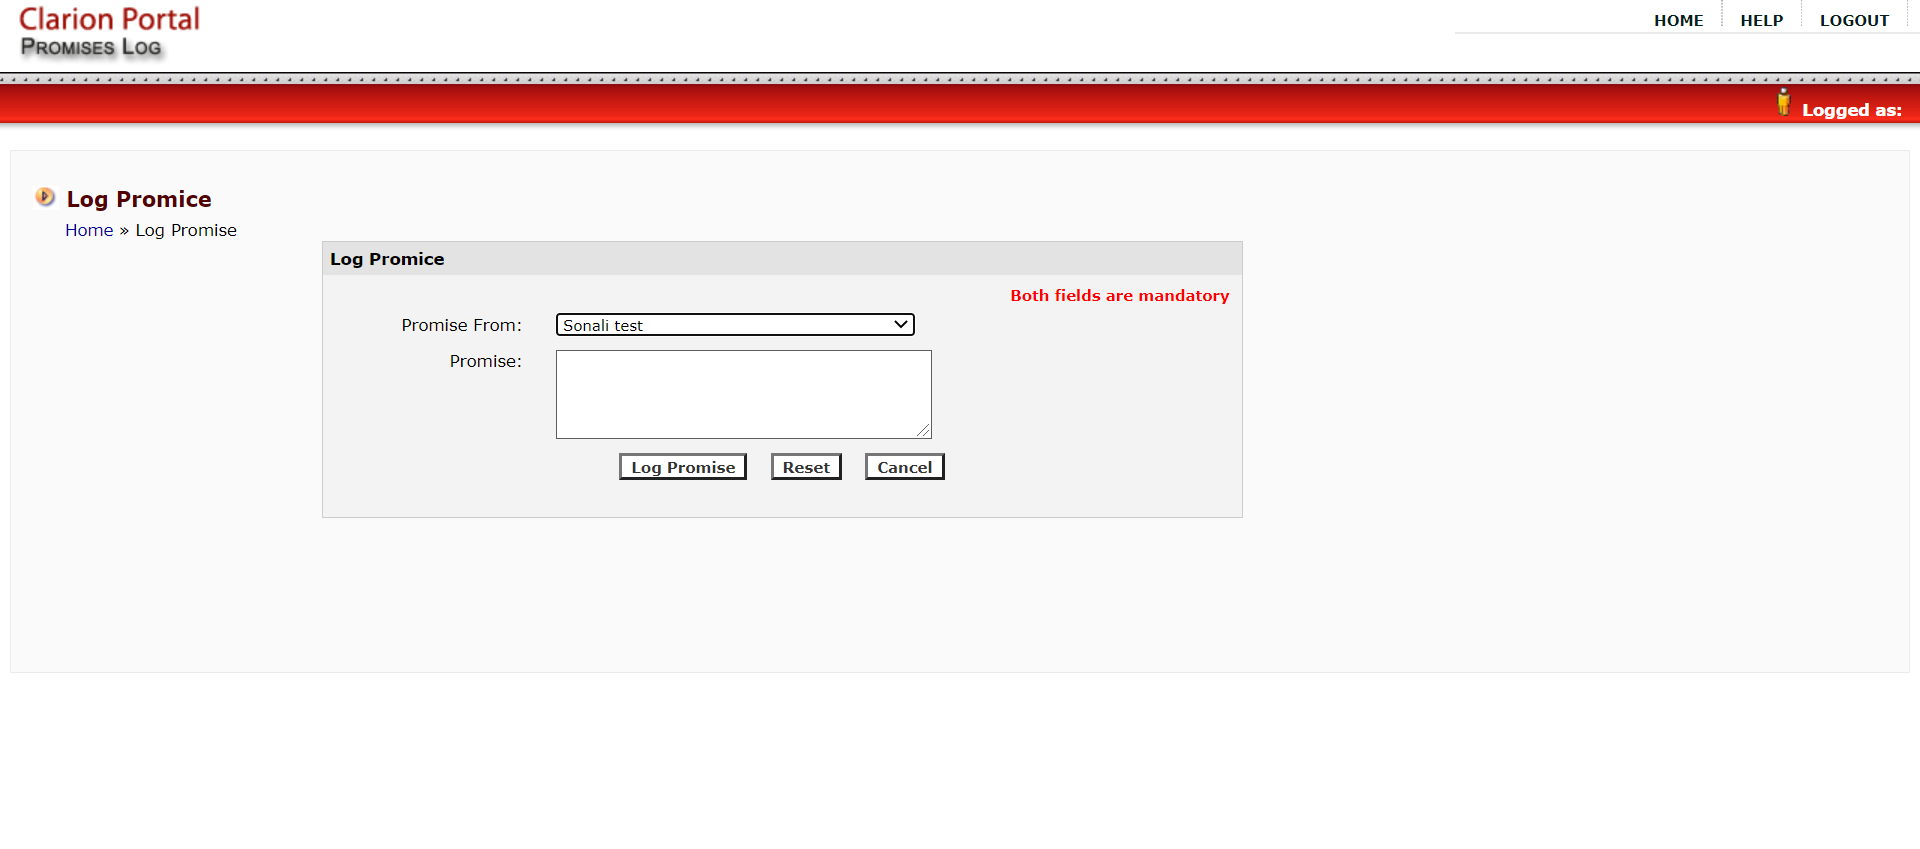 Clarion Portal
PROMISES LOG
HOME HELP LOGOUT
Logged as:
Log Promice
Home » Log Promise
Log Promice
Both fields are mandatory
Promise From: Sonali test
Promise:
Log Promise Reset Cancel